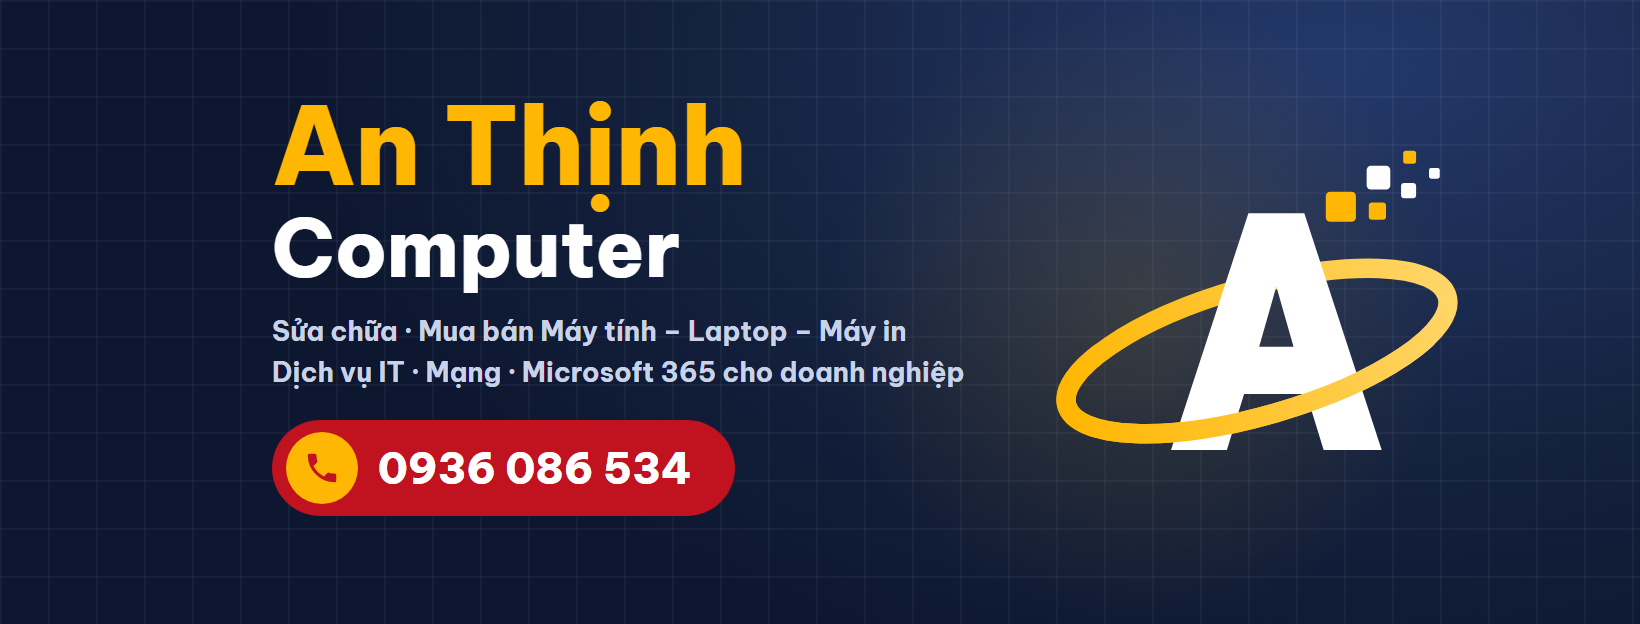 An Thịnh
Computer
Sửa chữa · Mua bán Máy tính – Laptop – Máy in
Dịch vụ IT · Mạng · Microsoft 365 cho doanh nghiệp
0936 086 534
A